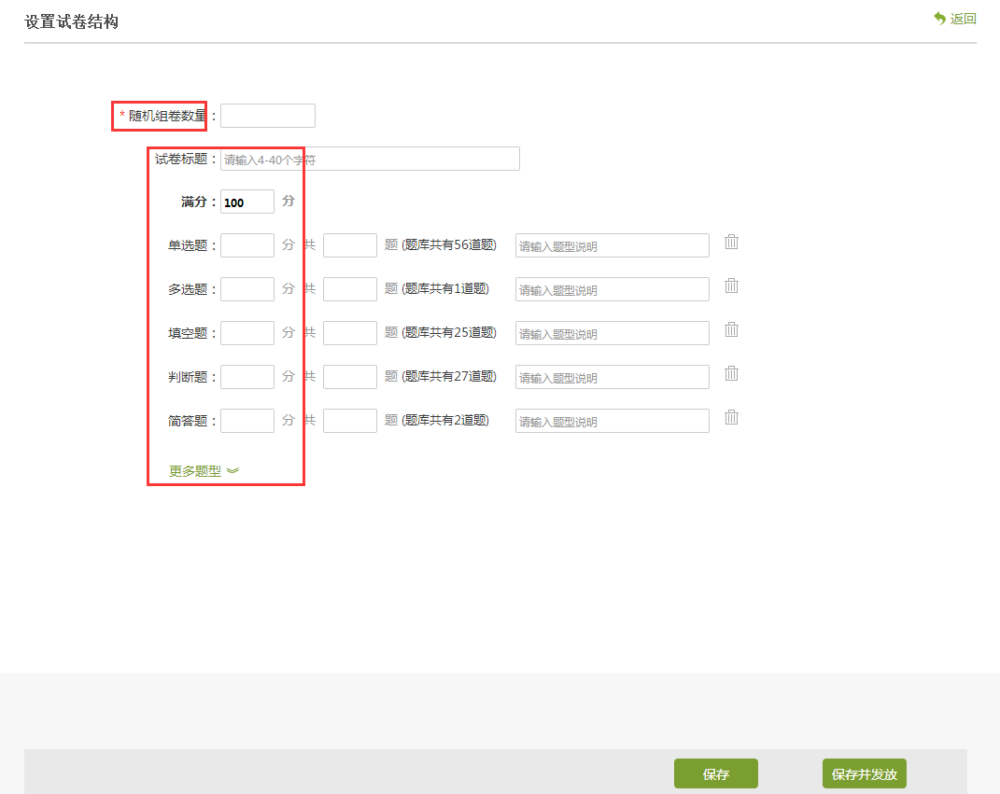 设置试卷结构
返回
* 随机组卷数量：
试卷标题： 请输入4-40个字符
满分： 100 分
单选题： 分 共 题 (题库共有56道题) 请输入题型说明
多选题： 分 共 题 (题库共有1道题) 请输入题型说明
填空题： 分 共 题 (题库共有25道题) 请输入题型说明
判断题： 分 共 题 (题库共有27道题) 请输入题型说明
简答题： 分 共 题 (题库共有2道题) 请输入题型说明
更多题型
保存 保存并发放